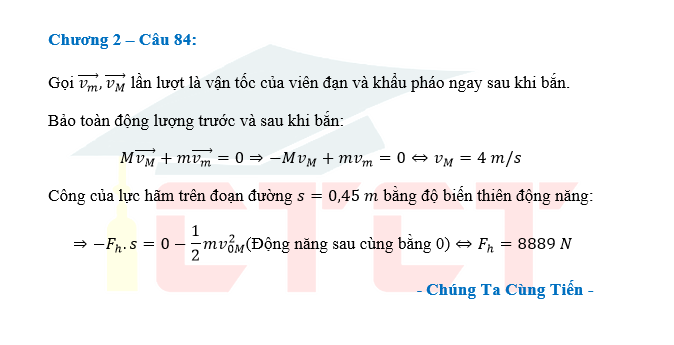 Chương 2 – Câu 84:
Gọi $\overrightarrow{v_m}, \overrightarrow{v_M}$ lần lượt là vận tốc của viên đạn và khẩu pháo ngay sau khi bắn.
Bảo toàn động lượng trước và sau khi bắn:
$M\overrightarrow{v_M} + m\overrightarrow{v_m} = 0 \Rightarrow -Mv_M + mv_m = 0 \Leftrightarrow v_M = 4\ m/s$
Công của lực hãm trên đoạn đường $s = 0,45\ m$ bằng độ biến thiên động năng:
$\Rightarrow -F_h.s = 0 - \frac{1}{2}mv_{0M}^2$(Động năng sau cùng bằng 0) $\Leftrightarrow F_h = 8889\ N$
- Chúng Ta Cùng Tiến -
CTCT